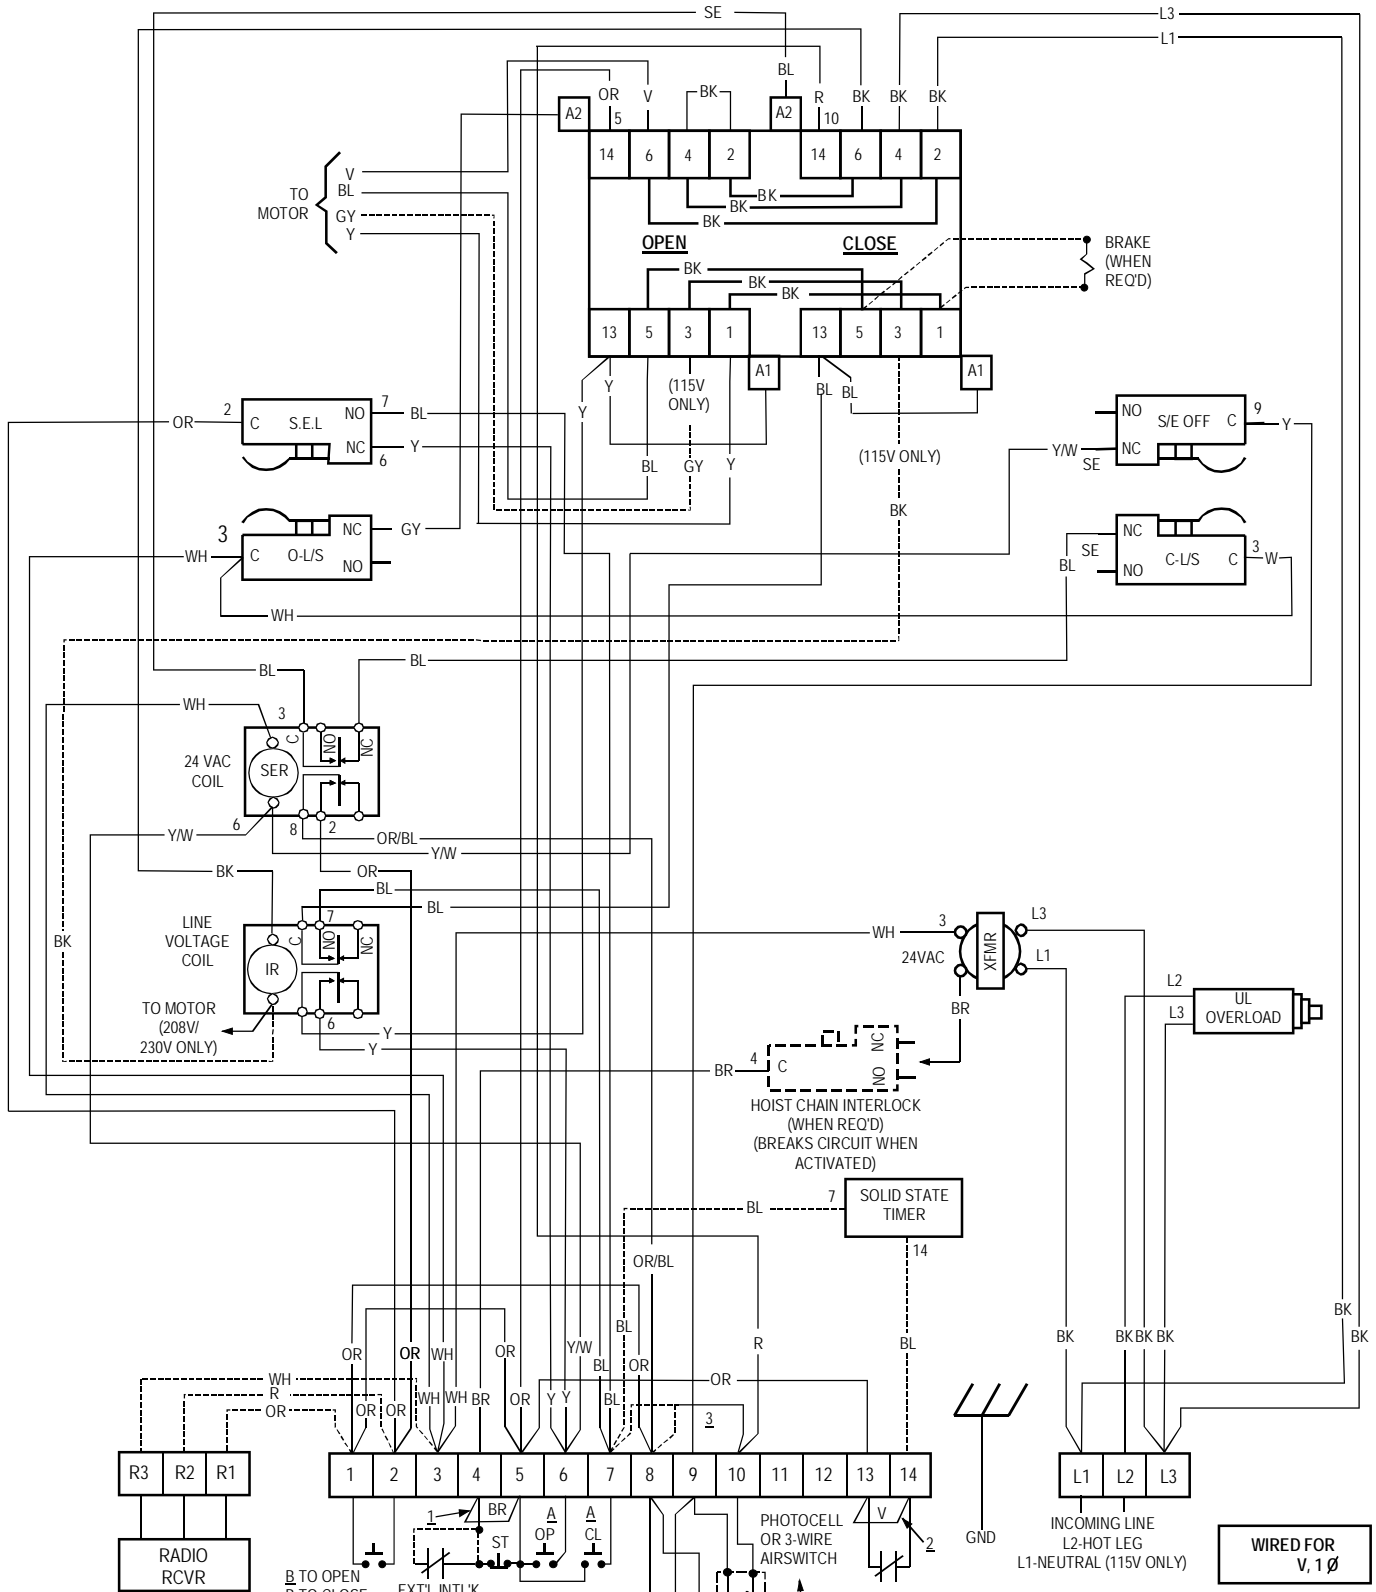 SE
L3
L1
BL
OR
V
BK
R
BK
BK
BK
A2
5
A2
10
14
6
4
2
14
6
4
2
V
BL
TO
MOTOR
GY
Y
BK
BK
BK
OPEN
CLOSE
BRAKE
(WHEN
REQ'D)
BK
BK
BK
13
5
3
1
13
5
3
1
A1
A1
Y
Y
(115V
ONLY)
BL
BL
BL
GY
Y
(115V ONLY)
BK
2
OR
C
S.E.L
NO
7
BL
NC
6
Y
NO
S/E OFF
C
9
Y
Y/W
SE
NC
3
WH
C
O-L/S
NC
GY
NO
NC
SE
BL
NO
C-L/S
C
3
W
WH
BL
BL
WH
3
C
NO
NC
24 VAC
COIL
SER
6
8
2
Y/W
OR/BL
Y/W
BK
OR
BL
BL
7
LINE
VOLTAGE
COIL
C
NO
NC
BK
IR
TO MOTOR
(208V/
230V ONLY)
6
Y
Y
WH
3
24VAC
XFMR
L3
L1
BR
L2
L3
UL
OVERLOAD
BR
4
C
NC
NO
HOIST CHAIN INTERLOCK
(WHEN REQ'D)
(BREAKS CIRCUIT WHEN
ACTIVATED)
7
SOLID STATE
TIMER
BL
14
OR/BL
BL
R
BL
BK
BK
BK
BK
BK
BK
OR
OR
WH
OR
Y/W
BL
OR
WH
R
OR
OR
OR
WH
WH
BR
OR
Y
Y
BL
OR
3
R3
R2
R1
1
2
3
4
5
6
7
8
9
10
11
12
13
14
L1
L2
L3
RADIO
RCVR
1
BR
ST
A
OP
A
CL
V
2
PHOTOCELL
OR 3-WIRE
AIRSWITCH
GND
INCOMING LINE
L2-HOT LEG
L1-NEUTRAL (115V ONLY)
WIRED FOR
V, 1 Ø
B TO OPEN
B TO CLOSE
EXT'L INTL'K